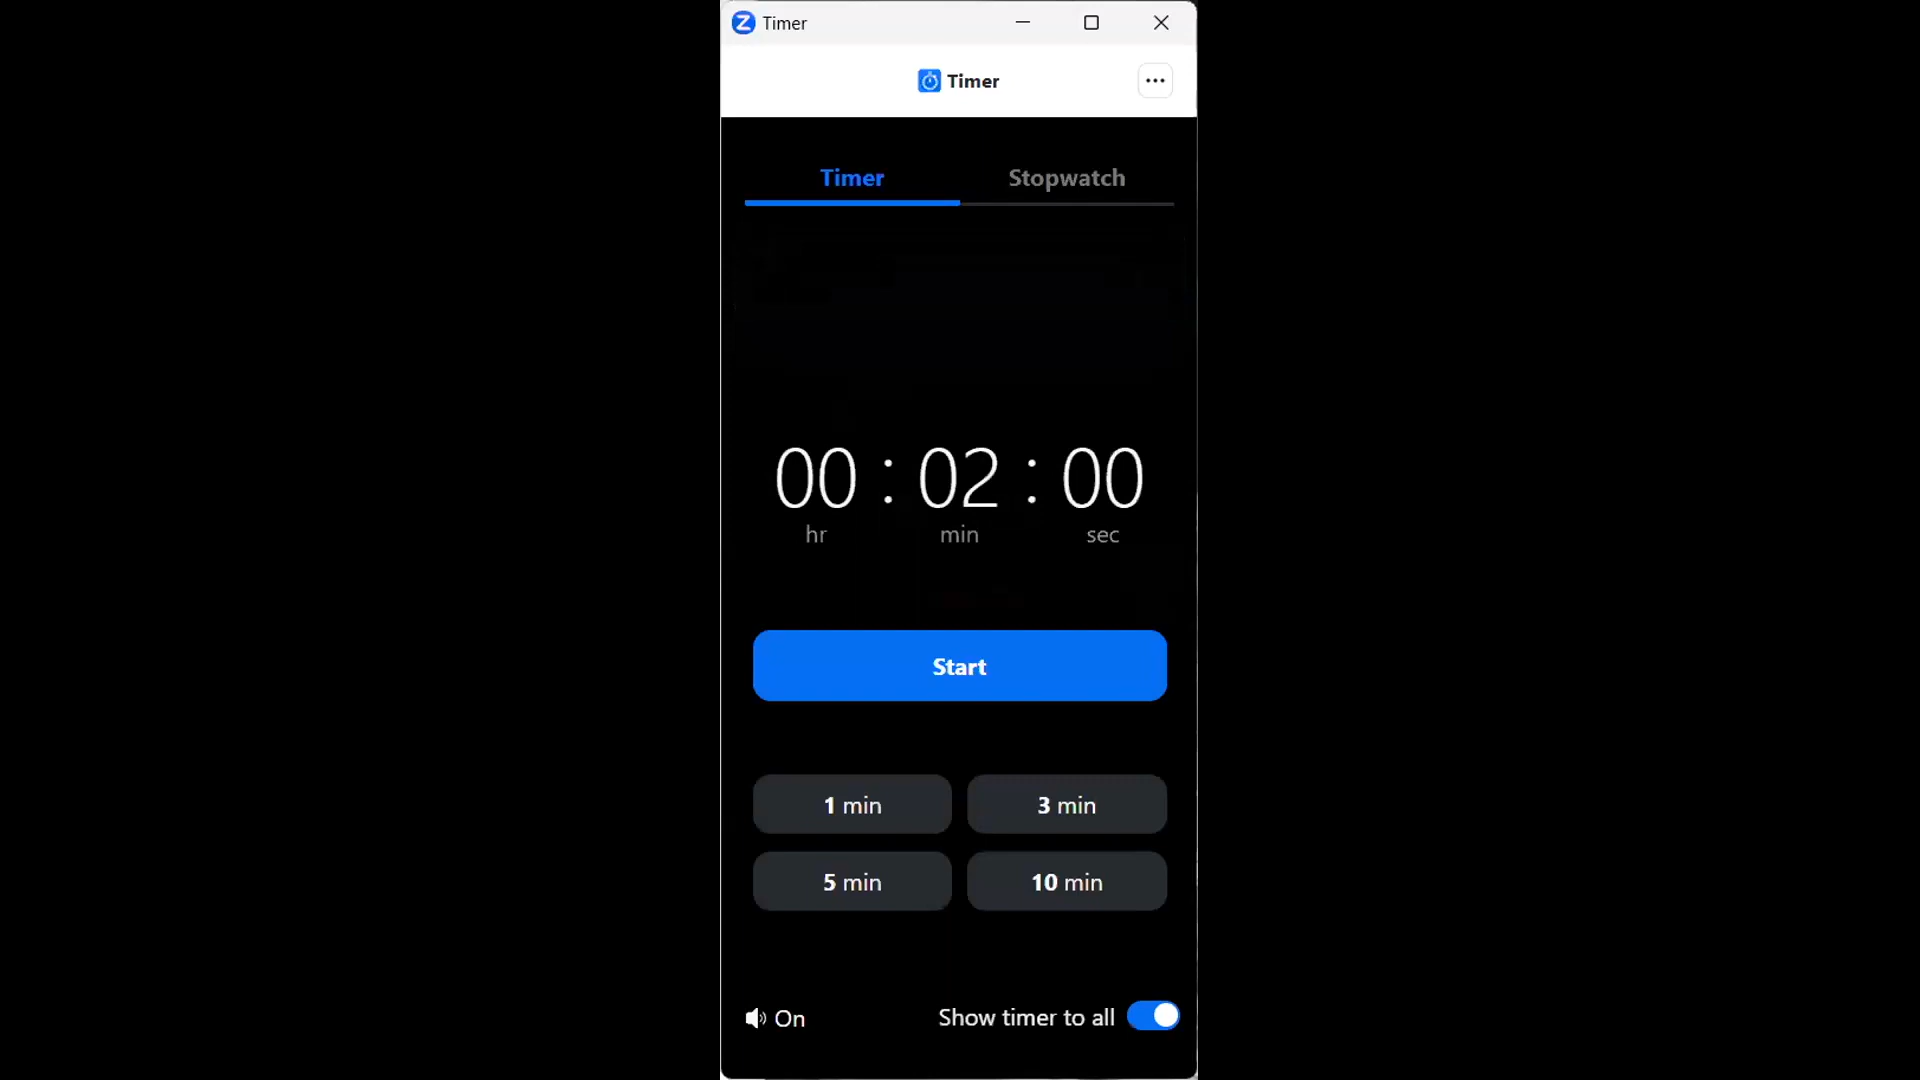 Timer
Timer
Timer Stopwatch
00 : 02 : 00
hr min sec
Start
1 min 3 min
5 min 10 min
On Show timer to all